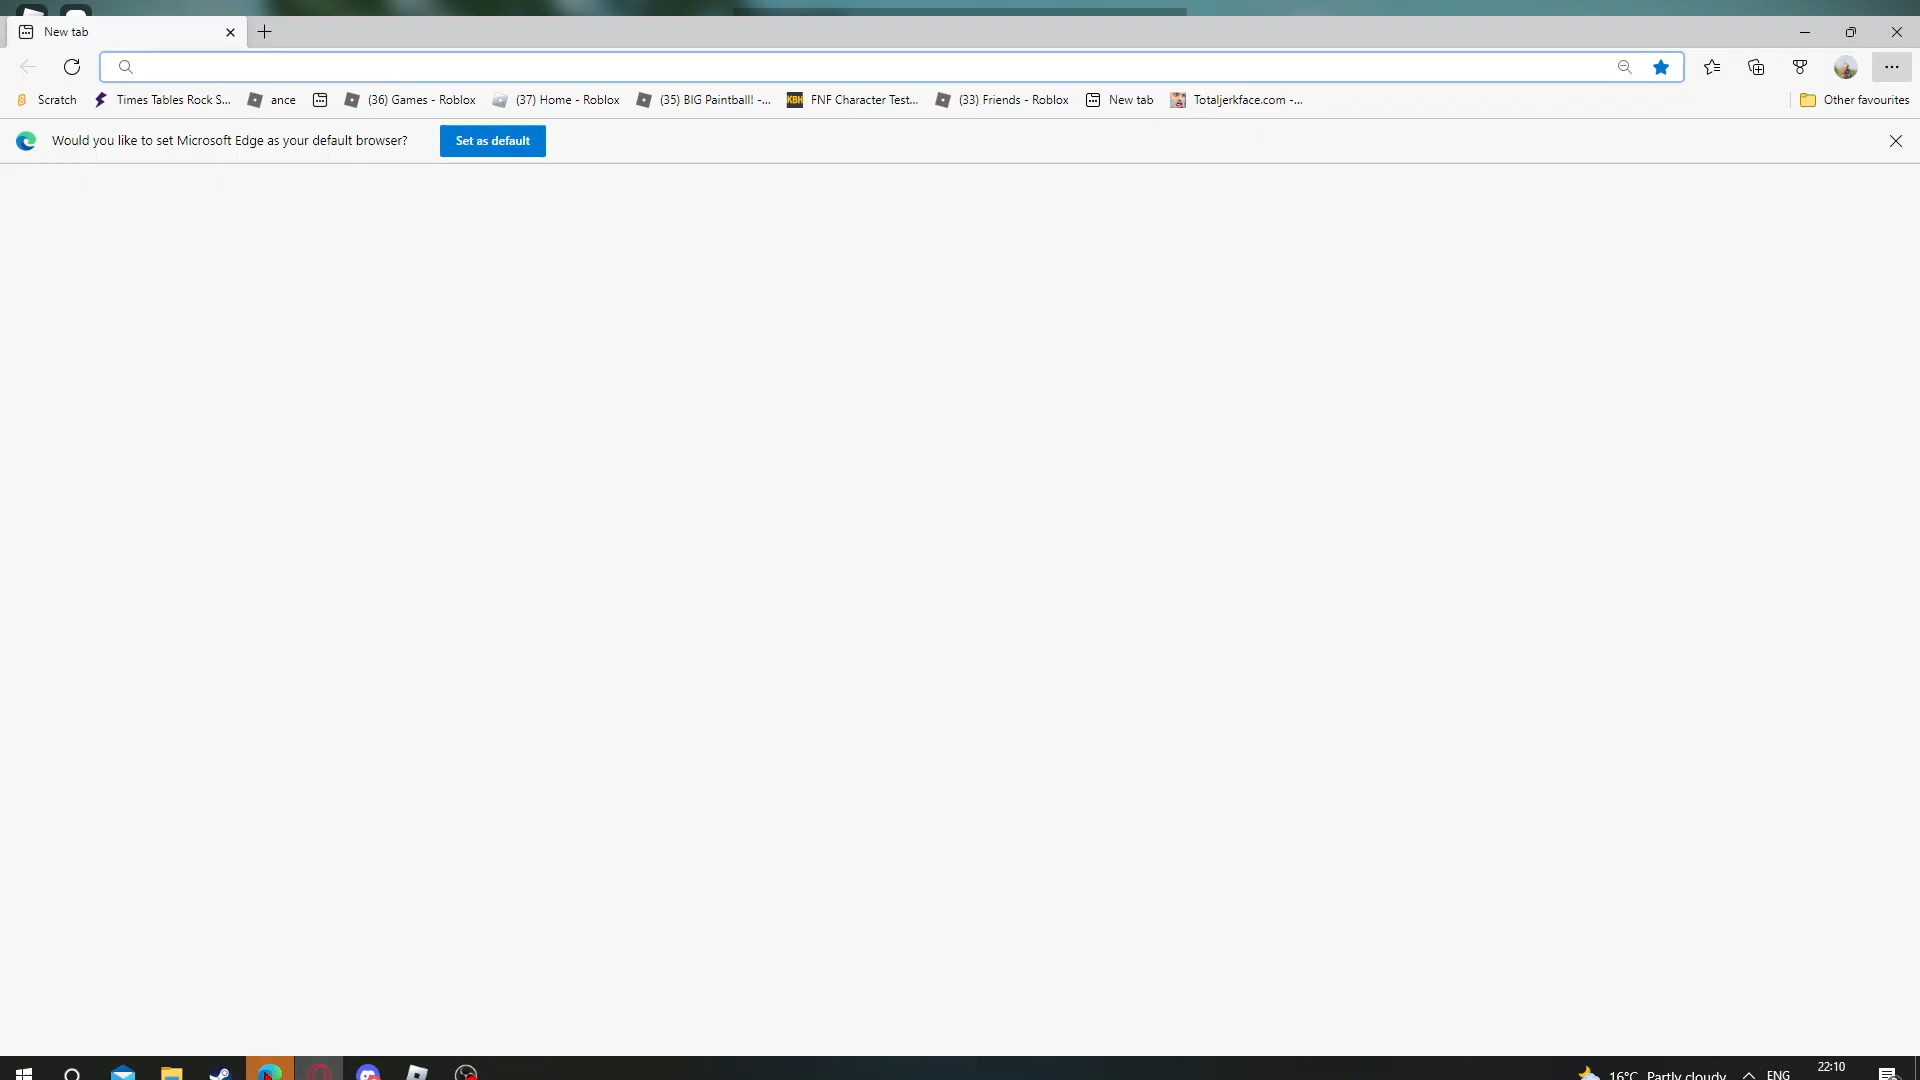 New tab
Scratch Times Tables Rock S... ance (36) Games - Roblox (37) Home - Roblox (35) BIG Paintball! -... KBH FNF Character Test... (33) Friends - Roblox New tab Totaljerkface.com -... Other favourites
Would you like to set Microsoft Edge as your default browser? Set as default
16°C Partly cloudy ENG 22:10